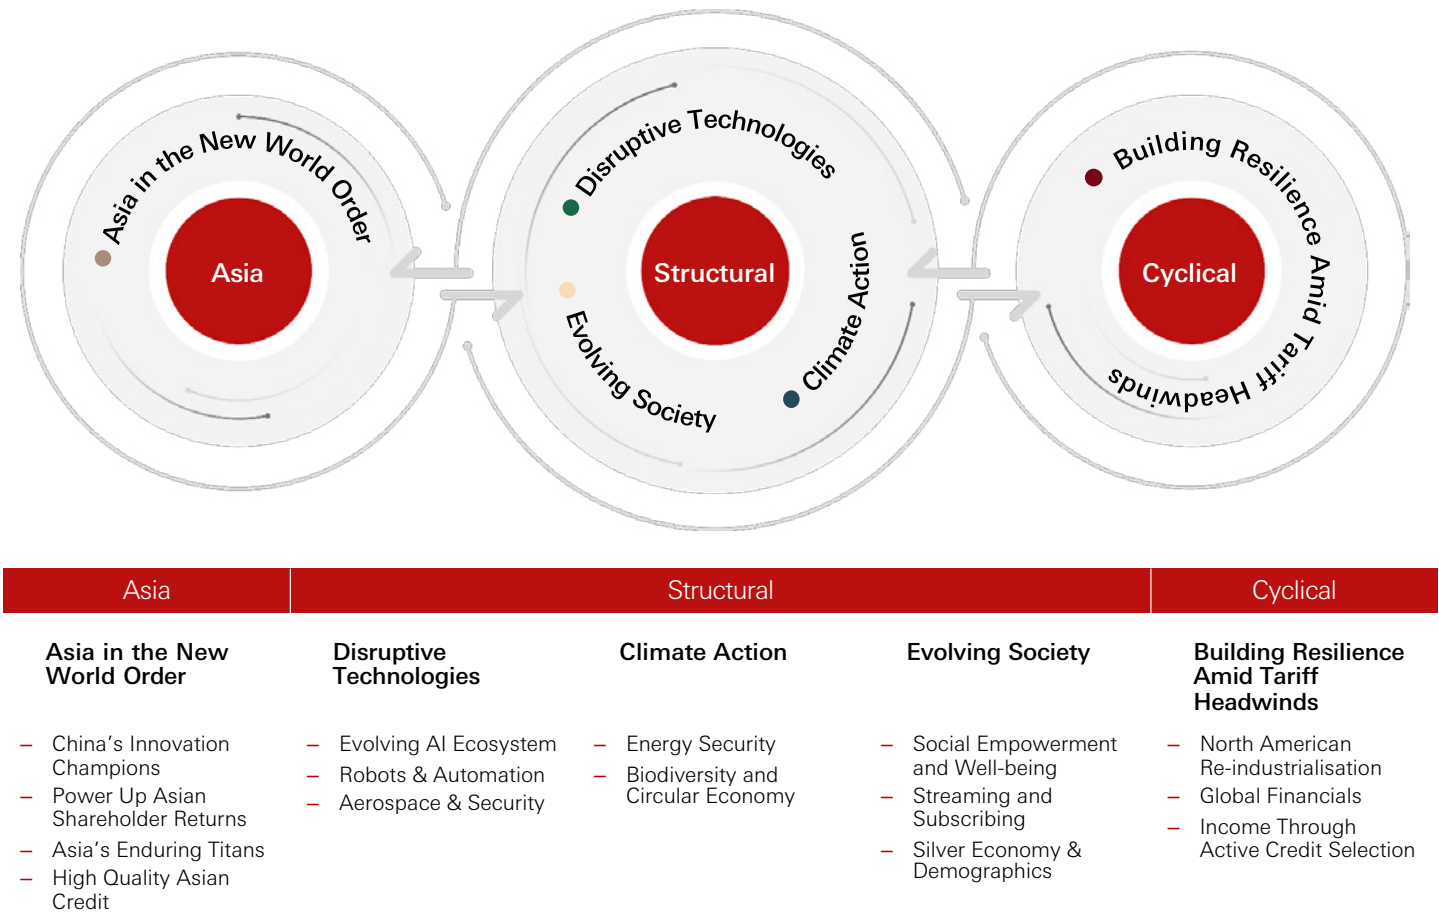 Asia in the New World Order
Asia
Disruptive Technologies
Structural
Climate Action
Evolving Society
Building Resilience Amid Tariff Headwinds
Cyclical
Asia
Structural
Cyclical
Asia in the New
World Order
– China's Innovation
Champions
– Power Up Asian
Shareholder Returns
– Asia's Enduring Titans
– High Quality Asian
Credit
Disruptive
Technologies
– Evolving AI Ecosystem
– Robots & Automation
– Aerospace & Security
Climate Action
– Energy Security
– Biodiversity and
Circular Economy
Evolving Society
– Social Empowerment
and Well-being
– Streaming and
Subscribing
– Silver Economy &
Demographics
Building Resilience
Amid Tariff
Headwinds
– North American
Re-industrialisation
– Global Financials
– Income Through
Active Credit Selection